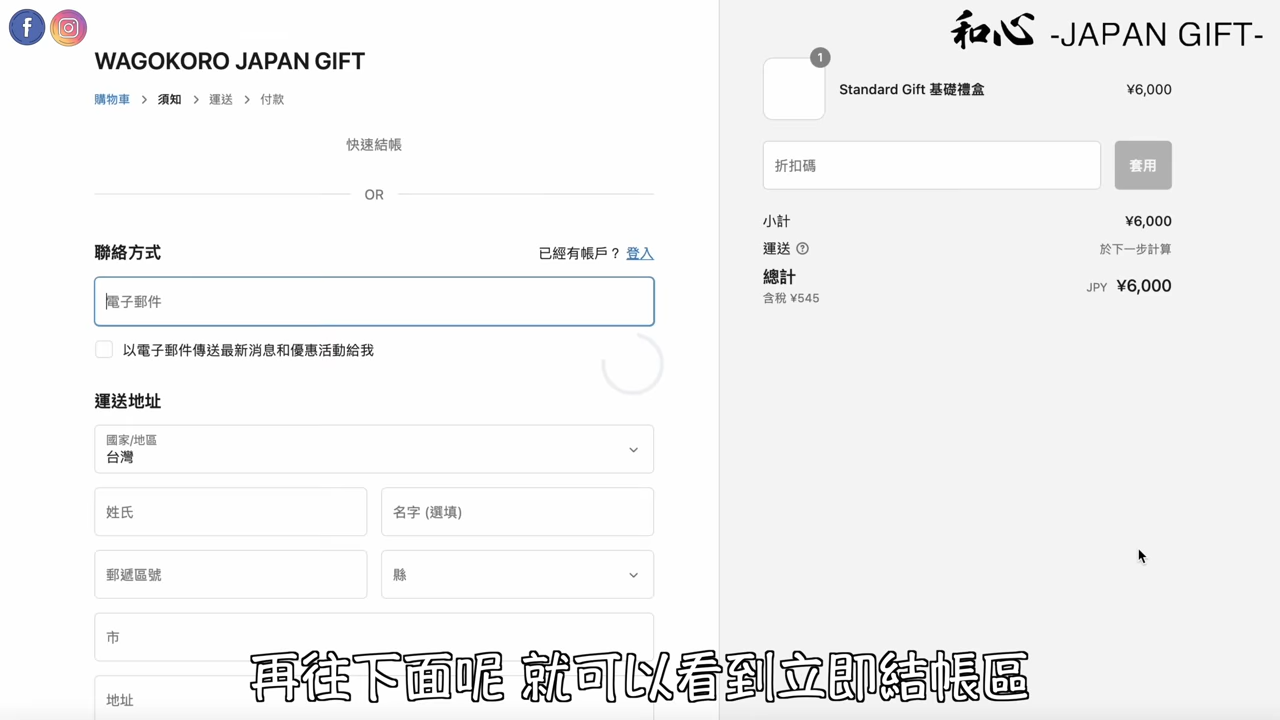 和心 -JAPAN GIFT-
WAGOKORO JAPAN GIFT
購物車 > 須知 > 運送 > 付款
快速結帳
OR
聯絡方式
已經有帳戶？ 登入
電子郵件
以電子郵件傳送最新消息和優惠活動給我
運送地址
國家/地區
台灣
姓氏
名字 (選填)
郵遞區號
縣
市
地址
1
Standard Gift 基礎禮盒
¥6,000
折扣碼
套用
小計
¥6,000
運送
於下一步計算
總計
含稅 ¥545
JPY ¥6,000
再往下面呢 就可以看到立即結帳區